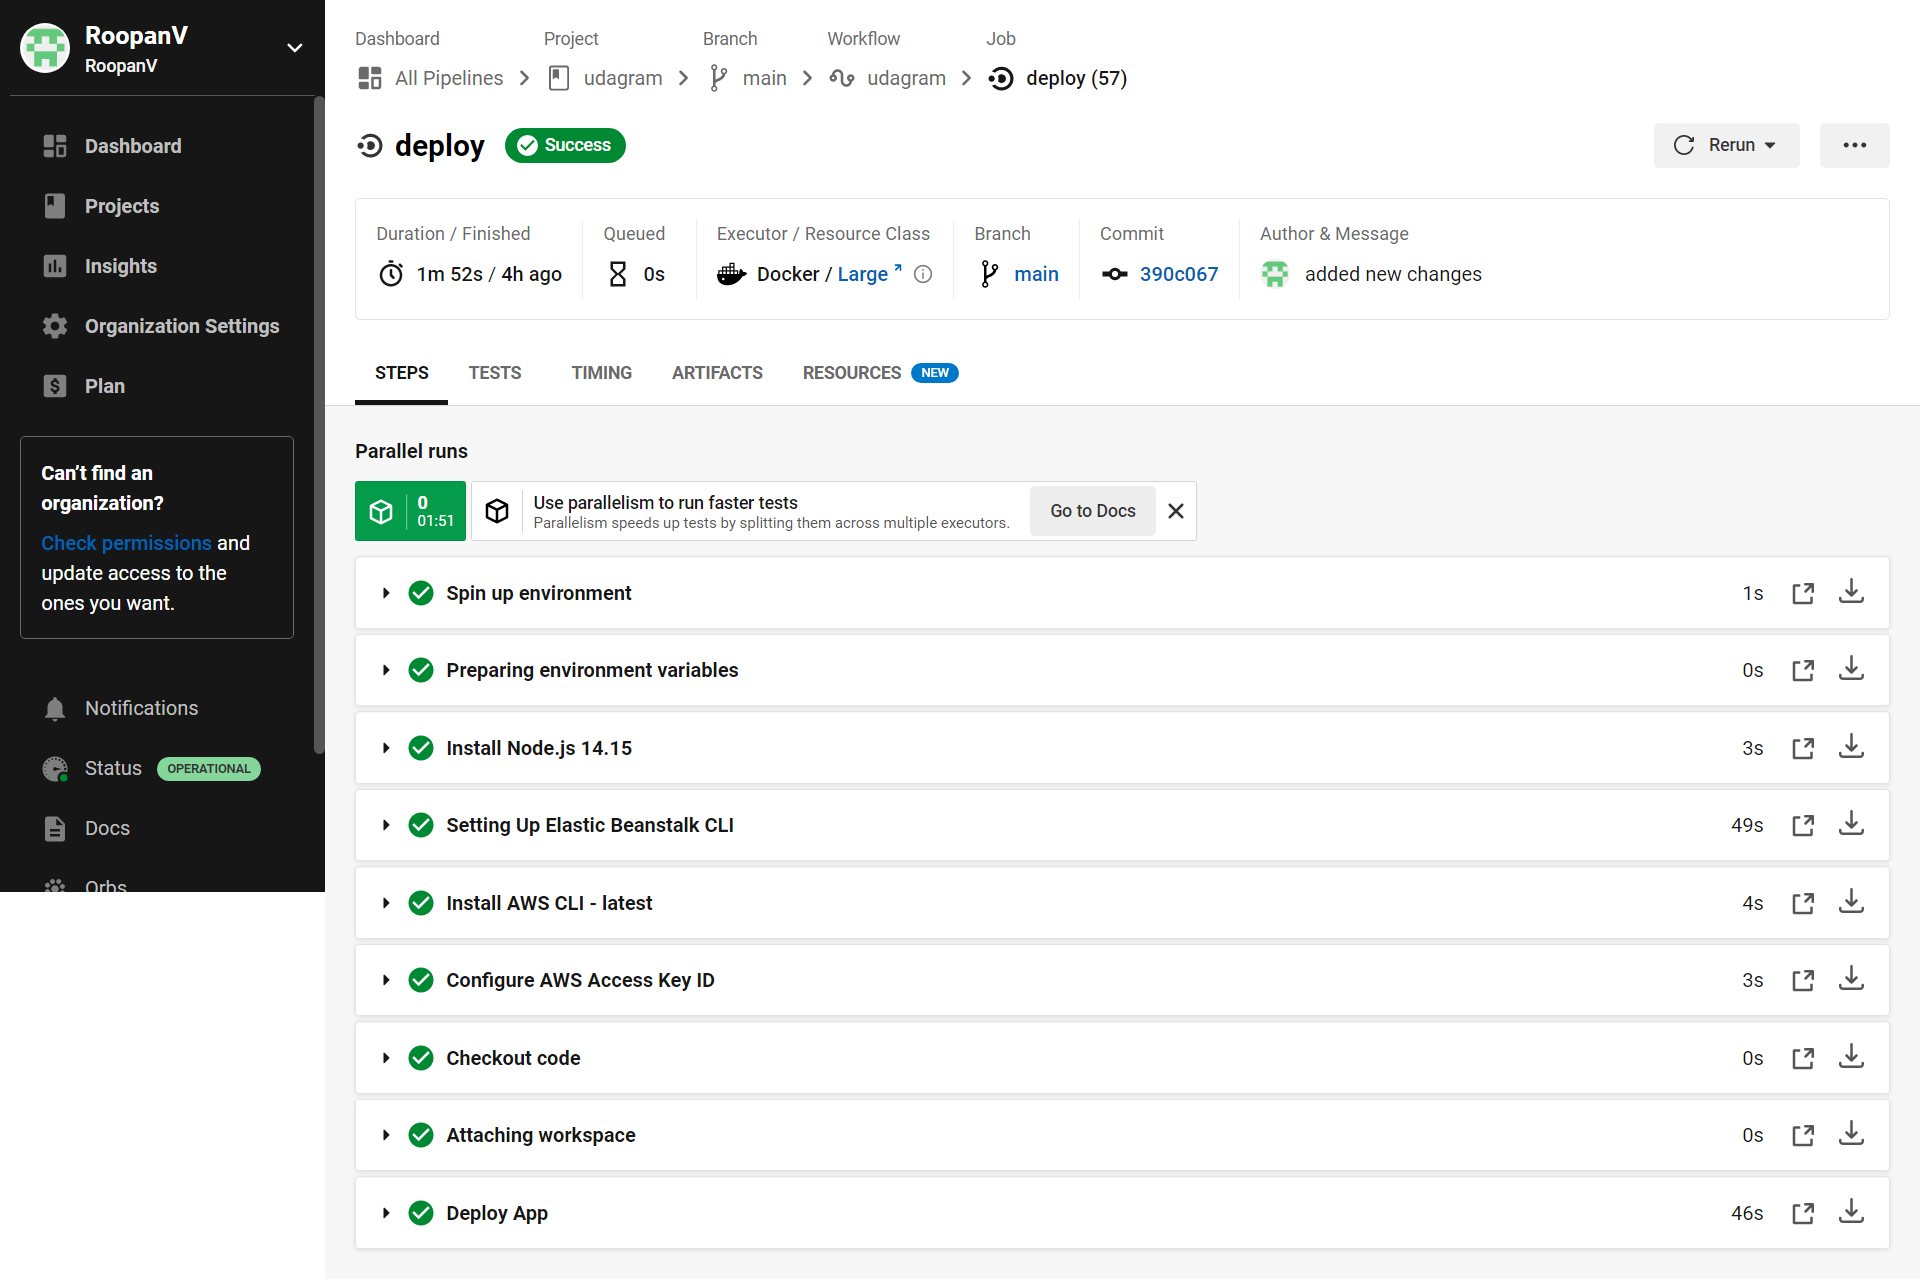 RoopanV
RoopanV
Dashboard
Projects
Insights
Organization Settings
Plan
Can't find an
organization?
Check permissions and
update access to the
ones you want.
Notifications
Status OPERATIONAL
Docs
Orbs
Dashboard Project Branch Workflow Job
All Pipelines udagram main udagram deploy (57)
deploy Success
Rerun
Duration / Finished Queued Executor / Resource Class Branch Commit Author & Message
1m 52s / 4h ago 0s Docker / Large main 390c067 added new changes
STEPS TESTS TIMING ARTIFACTS RESOURCES NEW
Parallel runs
0
01:51
Use parallelism to run faster tests
Parallelism speeds up tests by splitting them across multiple executors.
Go to Docs
Spin up environment 1s
Preparing environment variables 0s
Install Node.js 14.15 3s
Setting Up Elastic Beanstalk CLI 49s
Install AWS CLI - latest 4s
Configure AWS Access Key ID 3s
Checkout code 0s
Attaching workspace 0s
Deploy App 46s